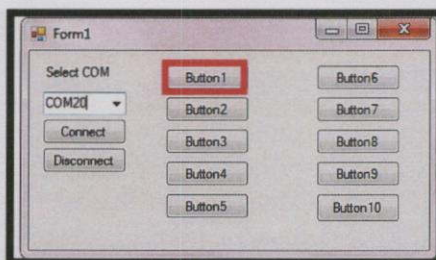 Form1
Select COM
COM20
Connect
Disconnect
Button1
Button2
Button3
Button4
Button5
Button6
Button7
Button8
Button9
Button10